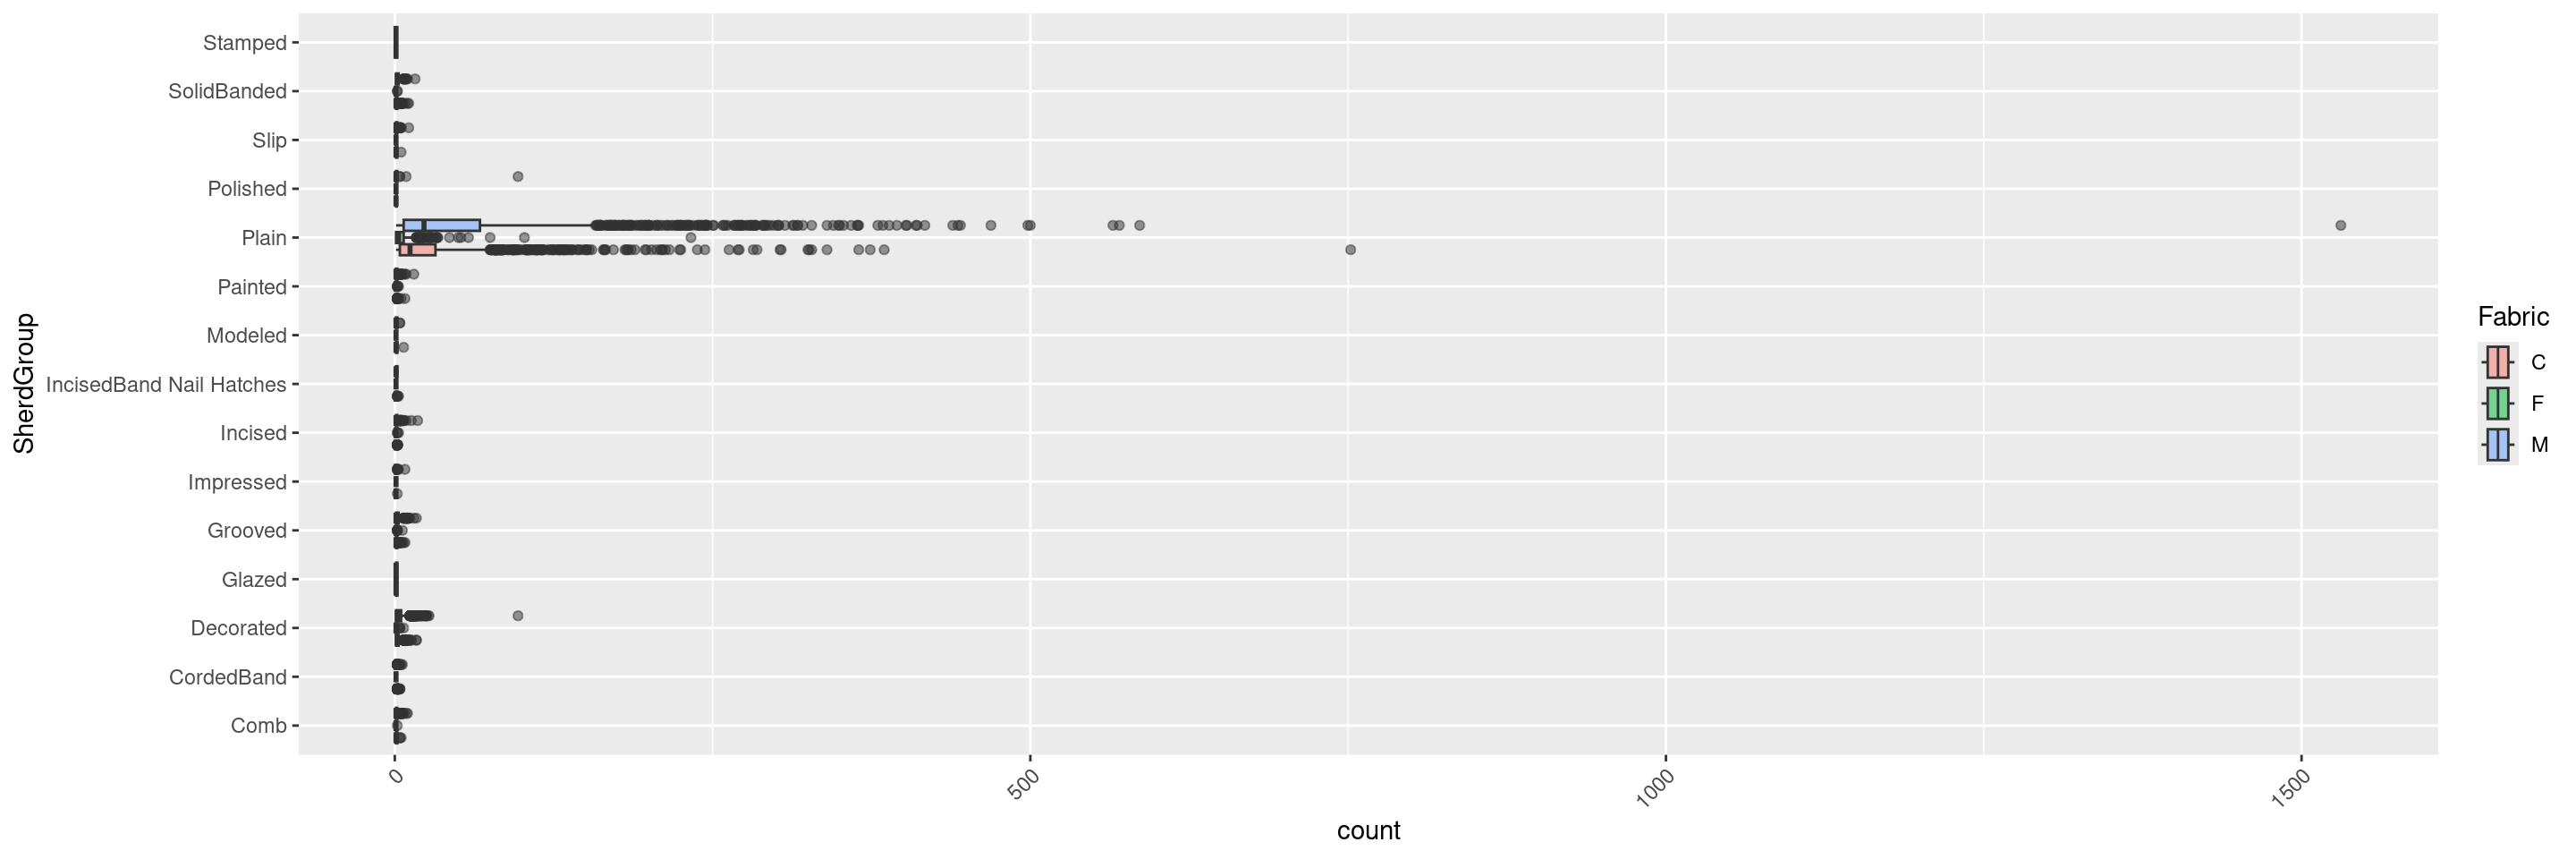 Stamped
SolidBanded
Slip
Polished
Plain
Painted
Modeled
IncisedBand Nail Hatches
Incised
Impressed
Grooved
Glazed
Decorated
CordedBand
Comb
SherdGroup
0
500
1000
1500
count
Fabric
C
F
M